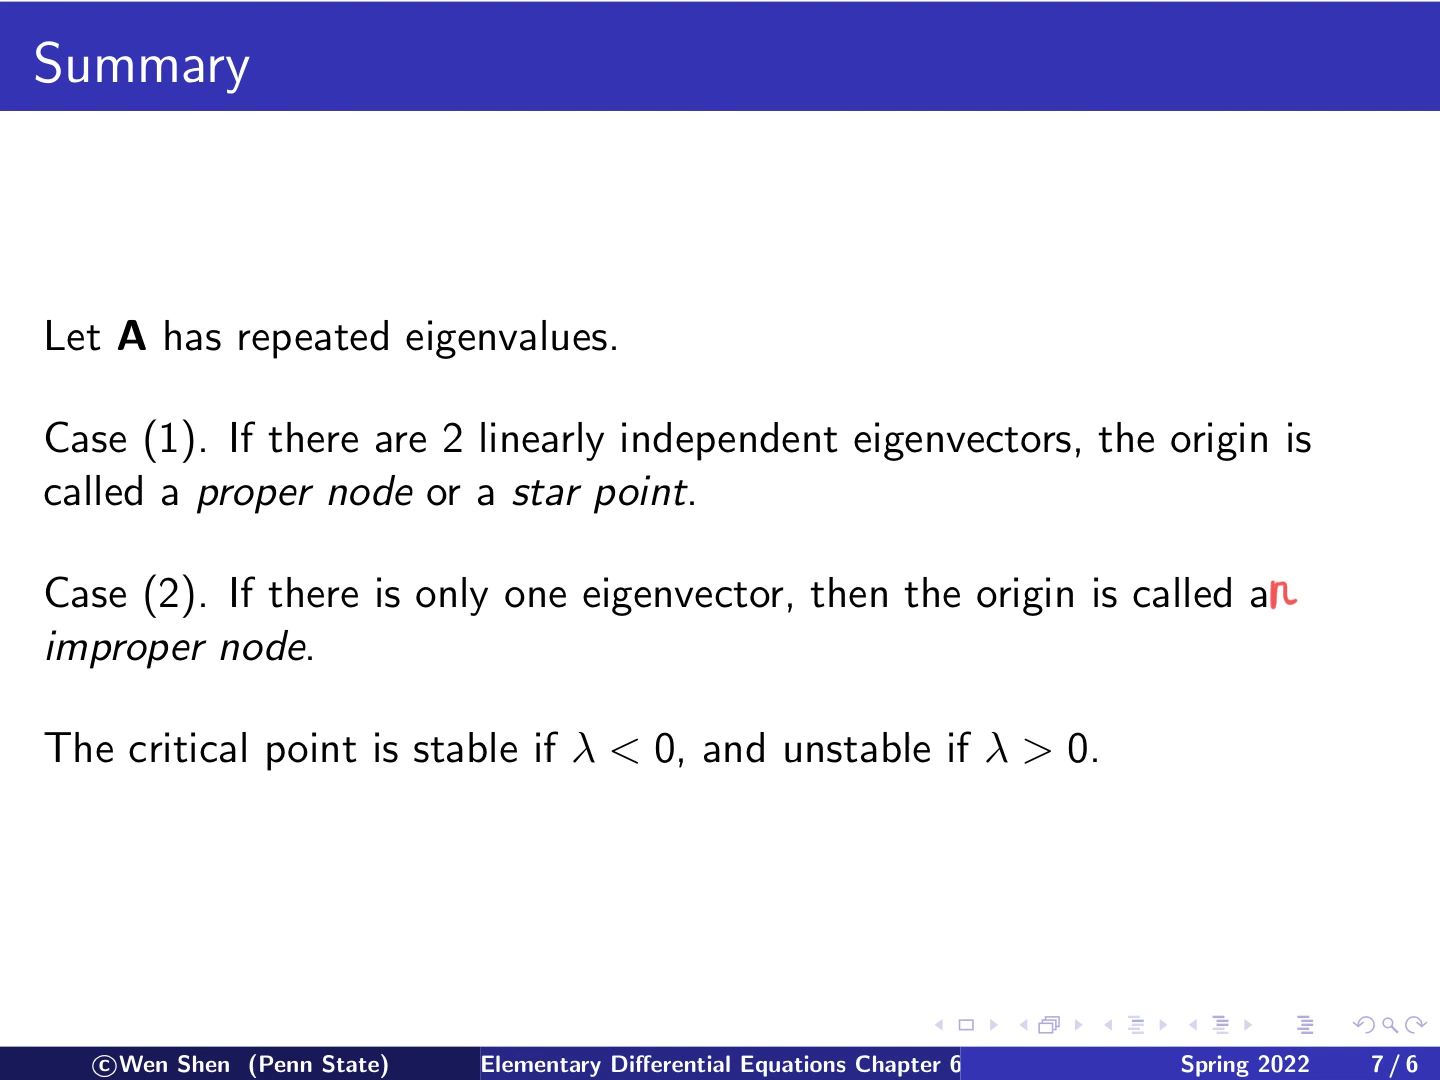 Summary
Let A has repeated eigenvalues.
Case (1). If there are 2 linearly independent eigenvectors, the origin is
called a proper node or a star point.
Case (2). If there is only one eigenvector, then the origin is called an
improper node.
The critical point is stable if λ < 0, and unstable if λ > 0.
©Wen Shen (Penn State) Elementary Differential Equations Chapter 6 Spring 2022 7 / 6